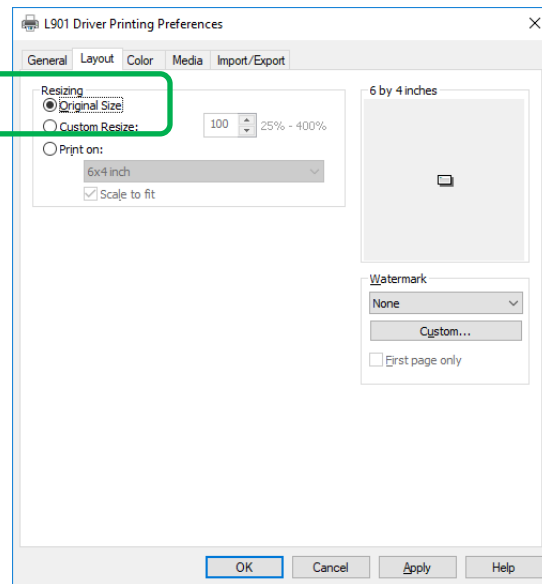 L901 Driver Printing Preferences
General Layout Color Media Import/Export
Resizing
Original Size
Custom Resize: 100 25% - 400%
Print on:
6x4 inch
Scale to fit
6 by 4 inches
Watermark
None
Custom...
First page only
OK Cancel Apply Help